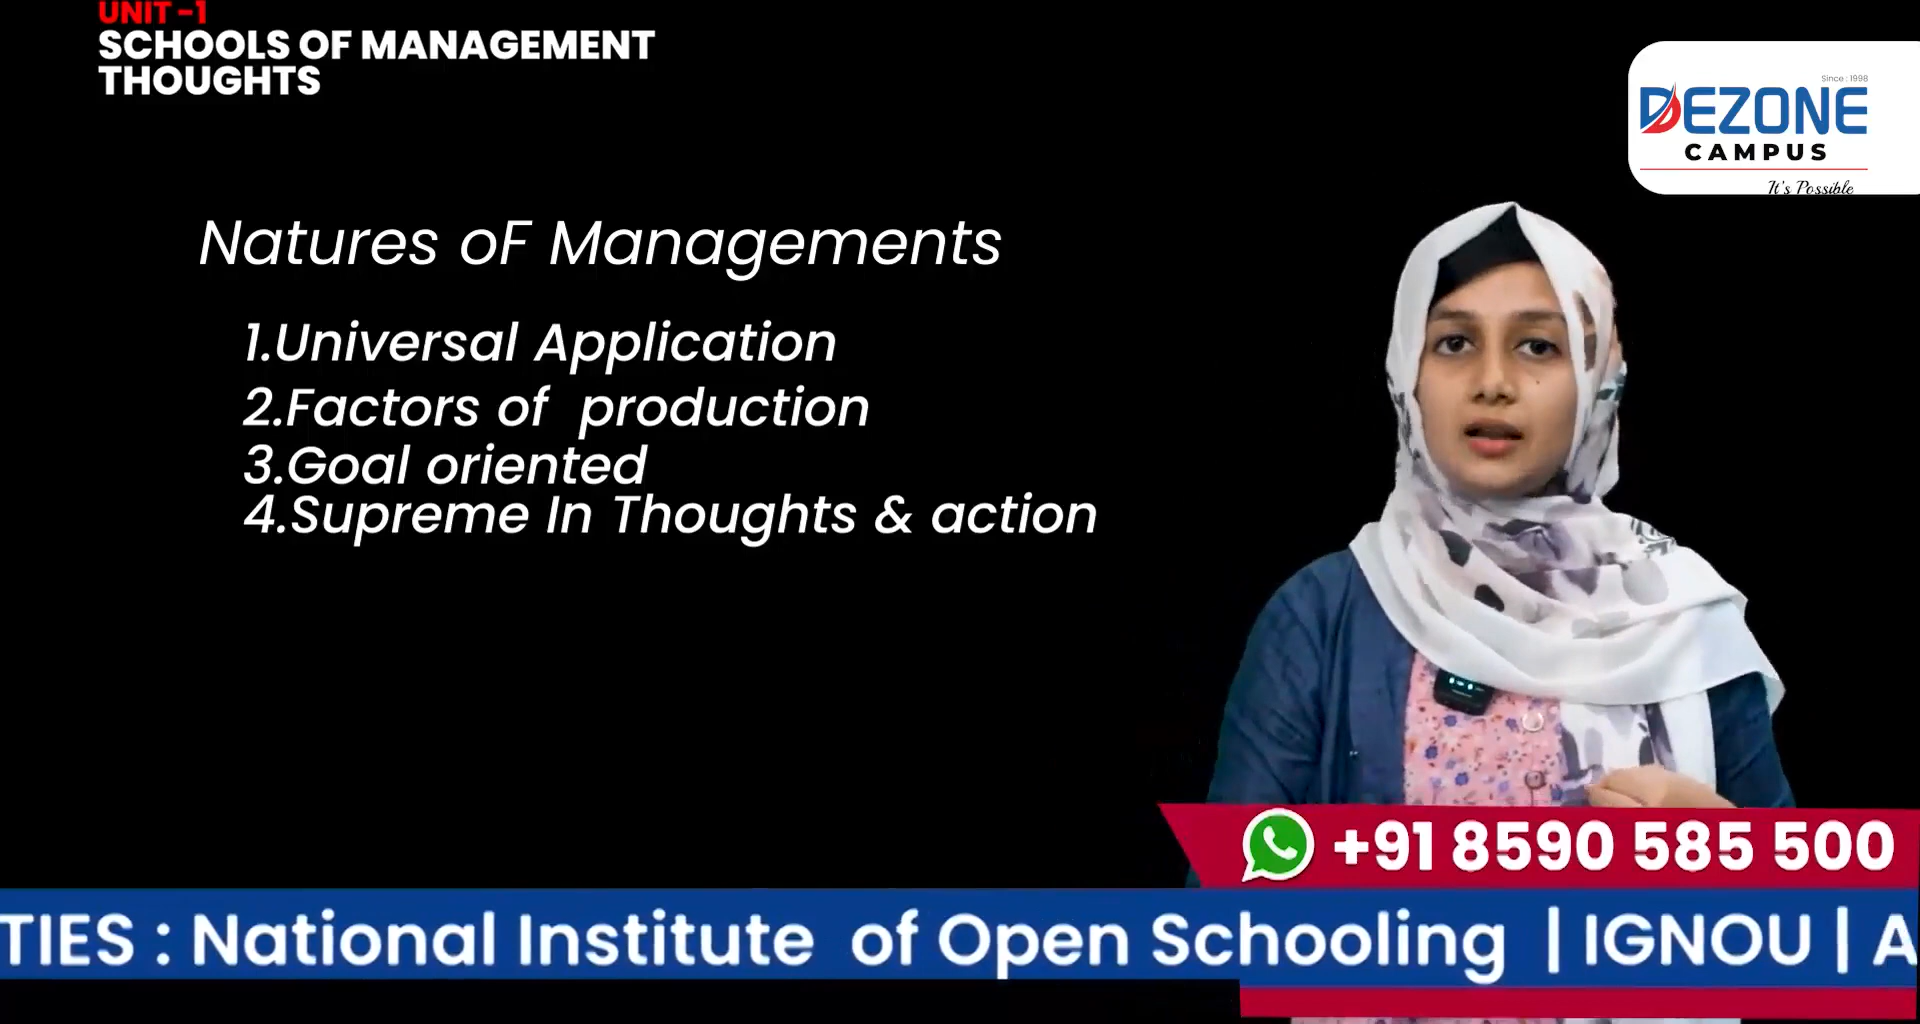 UNIT -1
SCHOOLS OF MANAGEMENT
THOUGHTS
Since : 1998
DEZONE
CAMPUS
It's Possible
Natures oF Managements
1.Universal Application
2.Factors of production
3.Goal oriented
4.Supreme In Thoughts & action
+91 8590 585 500
TIES : National Institute of Open Schooling | IGNOU | A